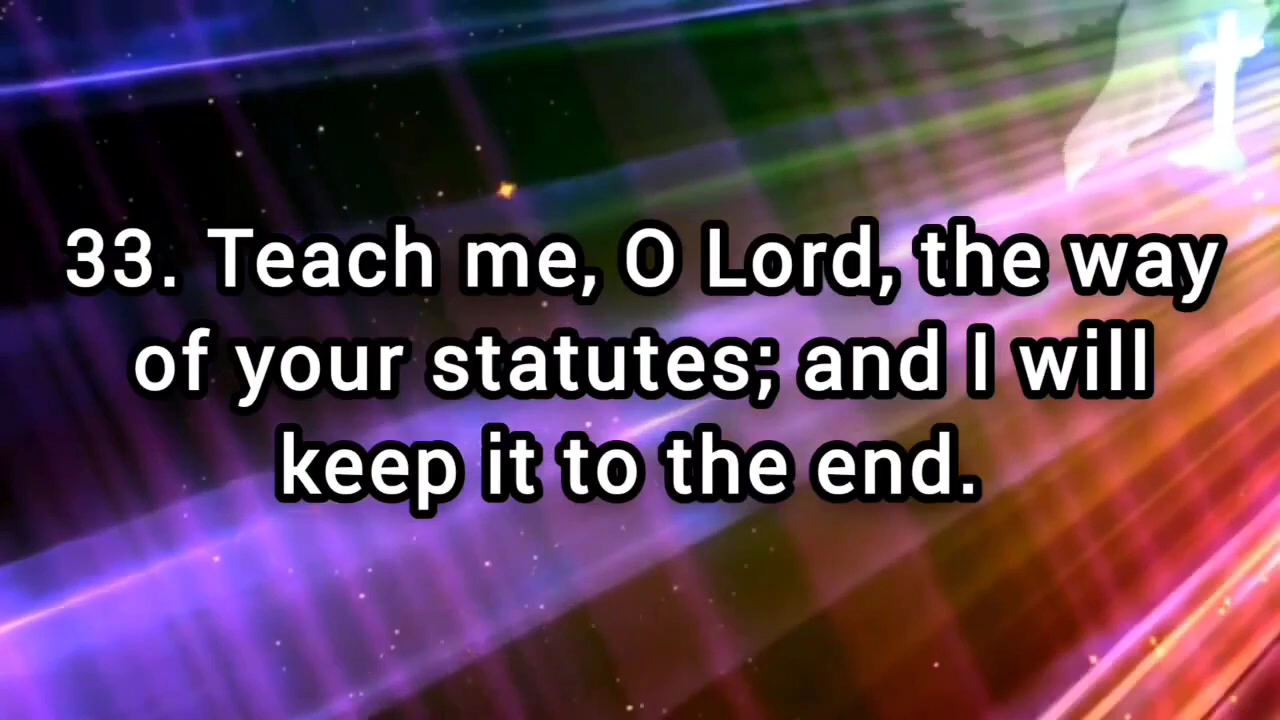 33. Teach me, O Lord, the way
of your statutes; and I will
keep it to the end.